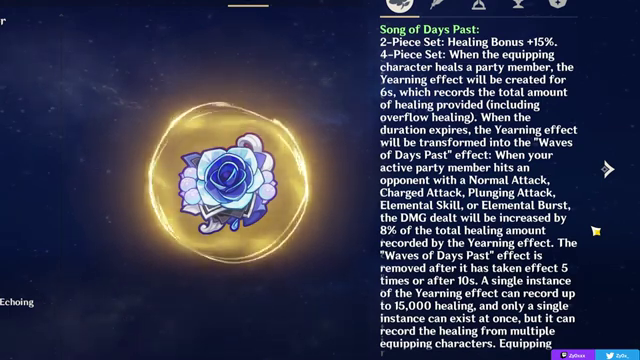 r
Song of Days Past:
2-Piece Set: Healing Bonus +15%.
4-Piece Set: When the equipping
character heals a party member, the
Yearning effect will be created for
6s, which records the total amount
of healing provided (including
overflow healing). When the
duration expires, the Yearning effect
will be transformed into the "Waves
of Days Past" effect: When your
active party member hits an
opponent with a Normal Attack,
Charged Attack, Plunging Attack,
Elemental Skill, or Elemental Burst,
the DMG dealt will be increased by
8% of the total healing amount
recorded by the Yearning effect. The
"Waves of Days Past" effect is
removed after it has taken effect 5
times or after 10s. A single instance
of the Yearning effect can record up
to 15,000 healing, and only a single
instance can exist at once, but it can
record the healing from multiple
equipping characters. Equipping
Echoing